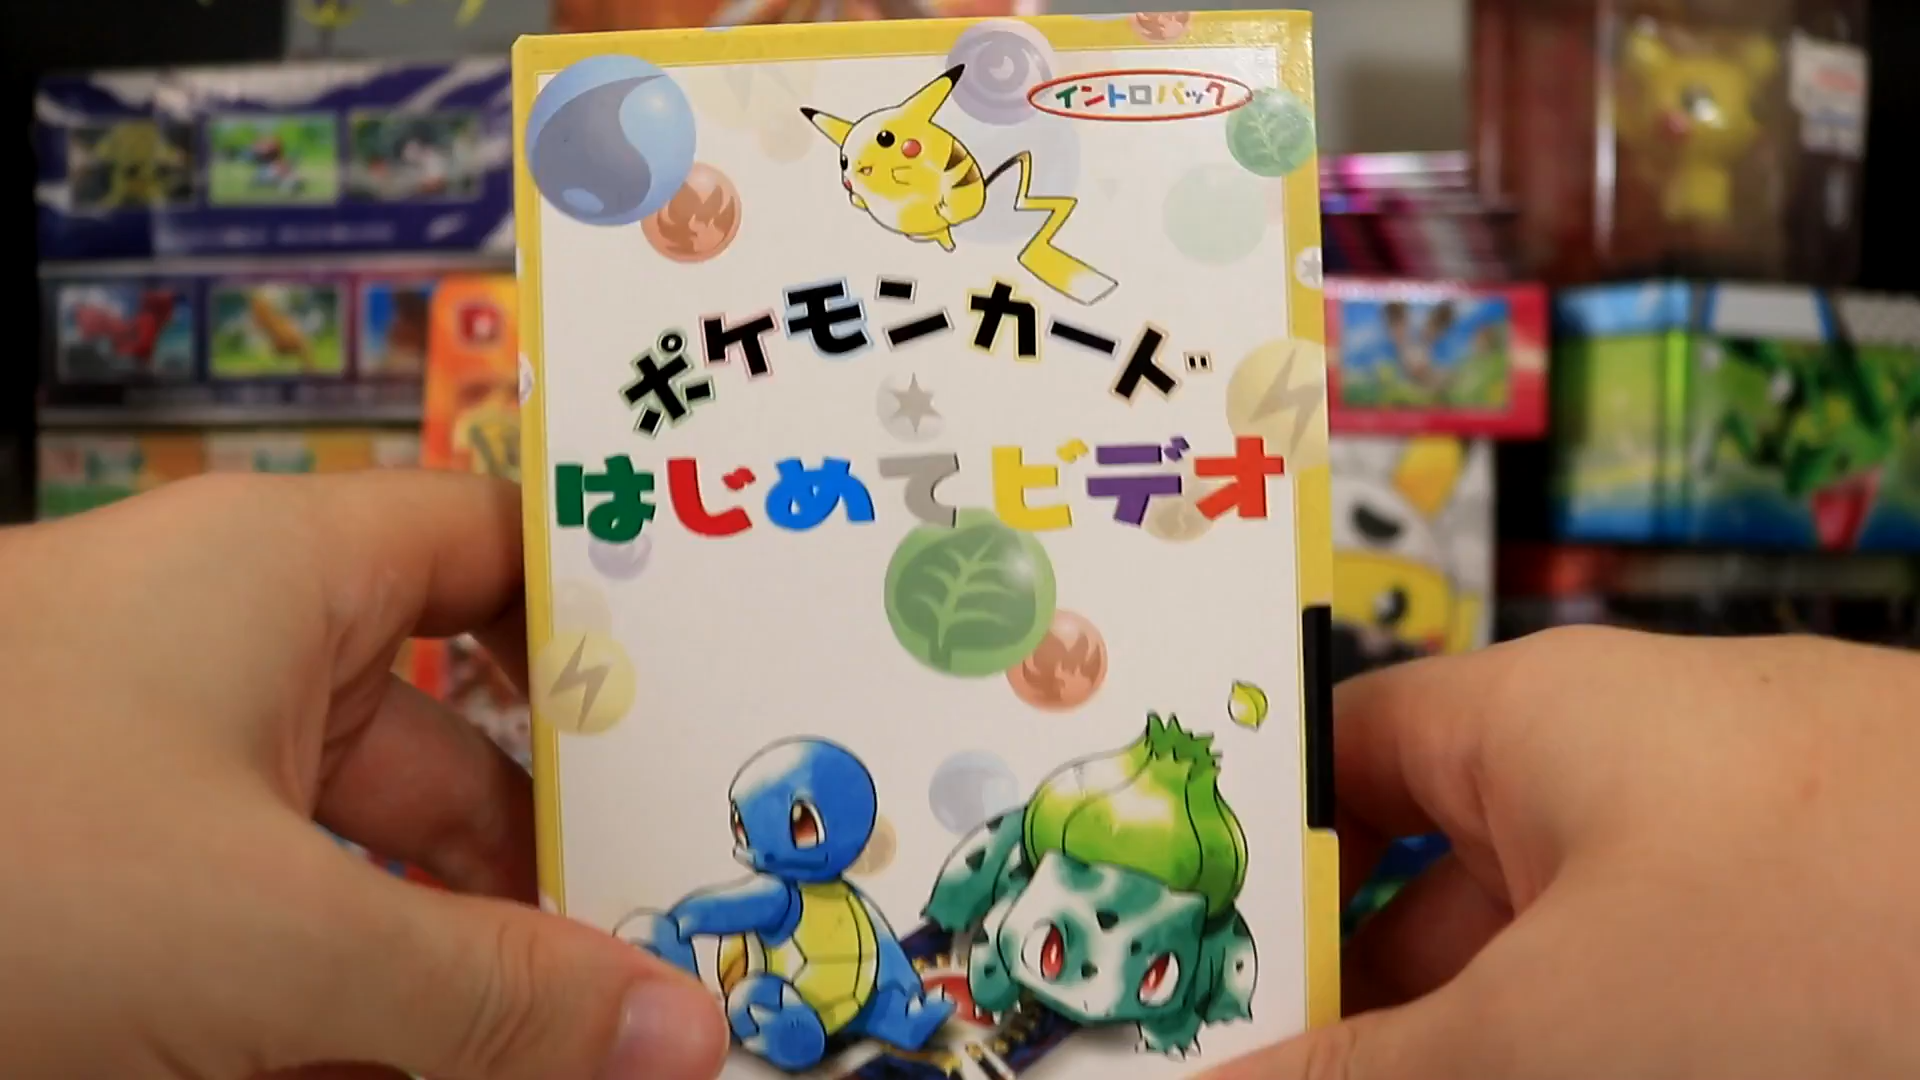 イントロパック
ポケモンカード
はじめてビデオ